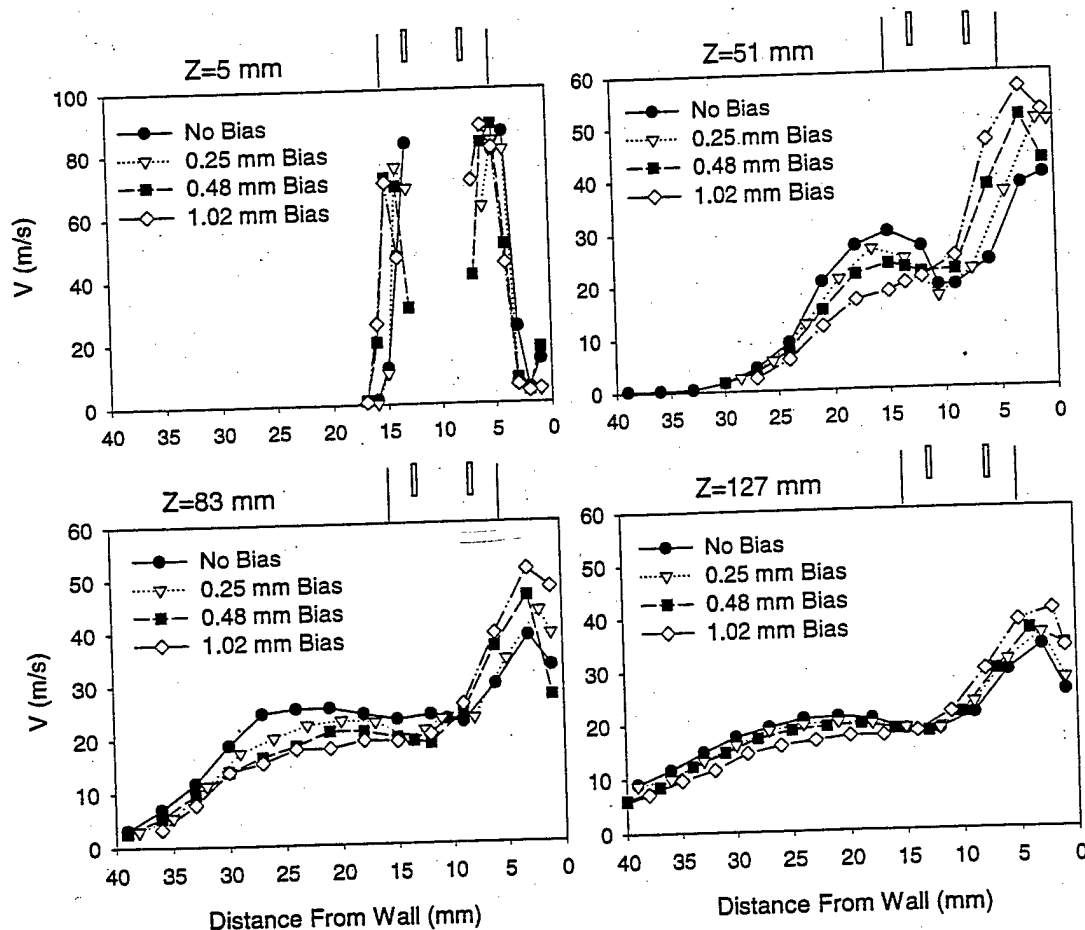 Z=5 mm
100
80
60
40
20
0
V (m/s)
No Bias
0.25 mm Bias
0.48 mm Bias
1.02 mm Bias
40 35 30 25 20 15 10 5 0
Z=51 mm
60
50
40
30
20
10
0
No Bias
0.25 mm Bias
0.48 mm Bias
1.02 mm Bias
40 35 30 25 20 15 10 5 0
Z=83 mm
60
50
40
30
20
10
0
V (m/s)
No Bias
0.25 mm Bias
0.48 mm Bias
1.02 mm Bias
40 35 30 25 20 15 10 5 0
Distance From Wall (mm)
Z=127 mm
60
50
40
30
20
10
0
No Bias
0.25 mm Bias
0.48 mm Bias
1.02 mm Bias
40 35 30 25 20 15 10 5 0
Distance From Wall (mm)